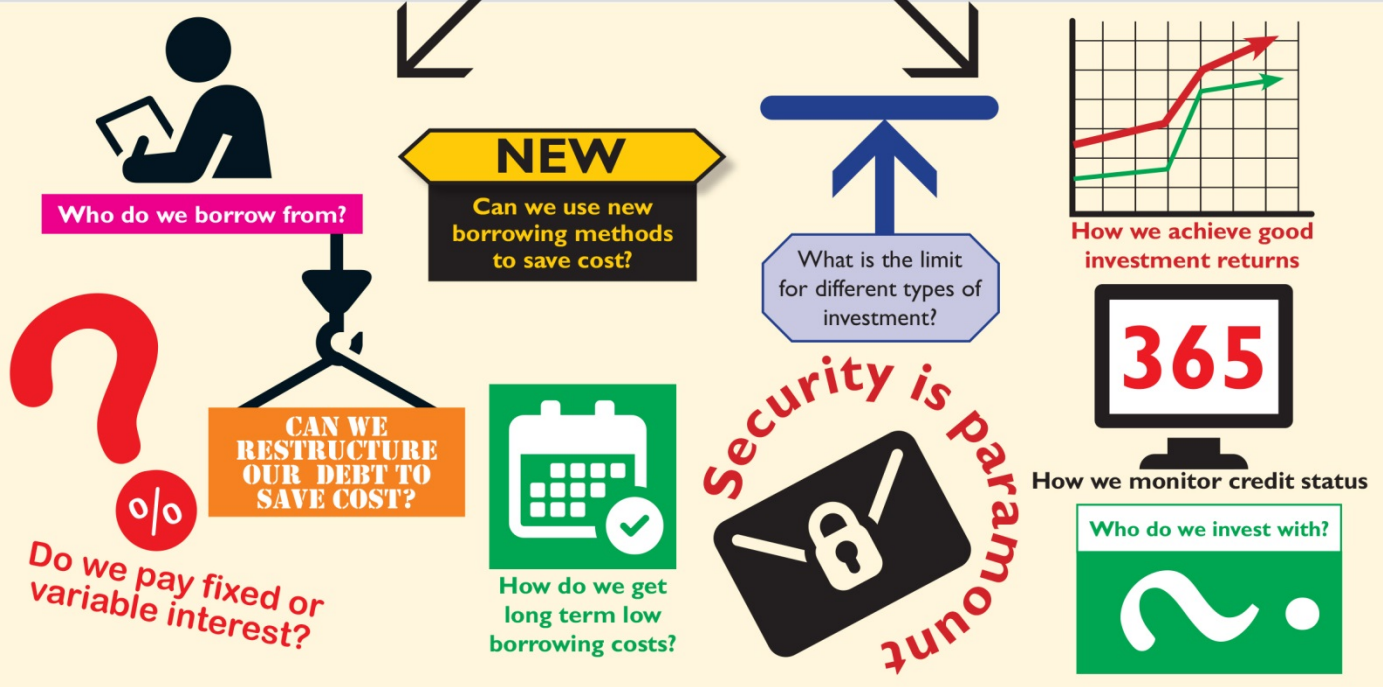 Who do we borrow from?
NEW
Can we use new
borrowing methods
to save cost?
CAN WE
RESTRUCTURE
OUR DEBT TO
SAVE COST?
%
Do we pay fixed or
variable interest?
How do we get
long term low
borrowing costs?
What is the limit
for different types of
investment?
Security is paramount
How we achieve good
investment returns
365
How we monitor credit status
Who do we invest with?
?